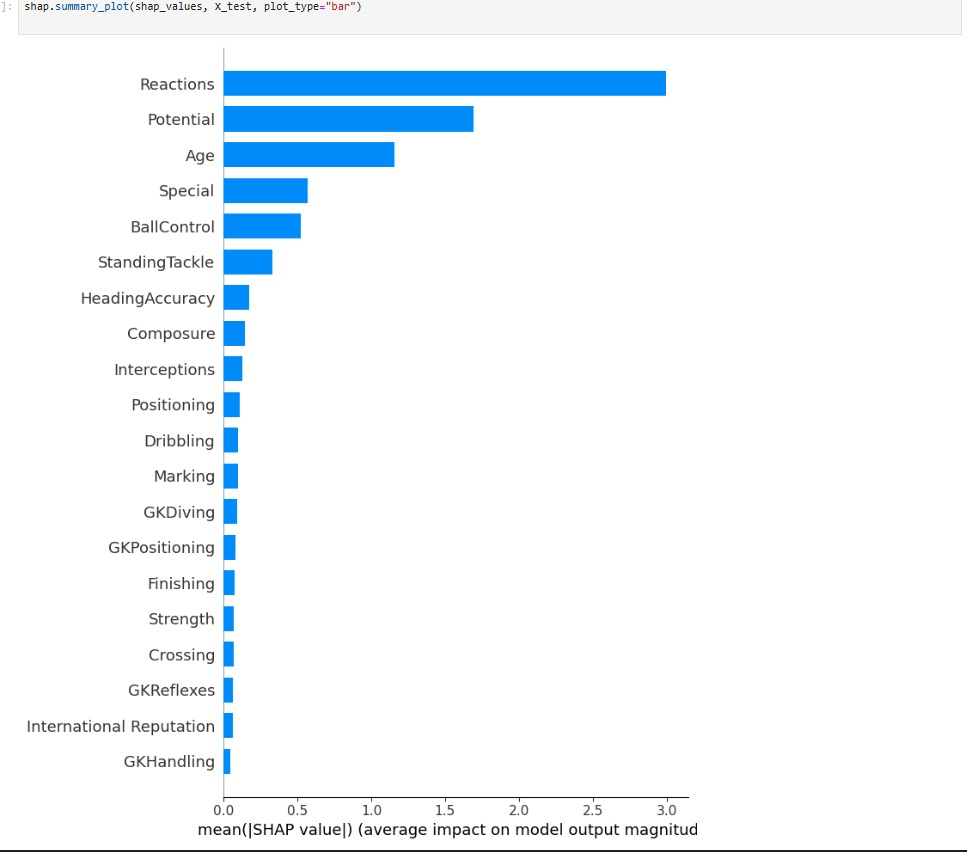 ]: shap.summary_plot(shap_values, X_test, plot_type="bar")
Reactions
Potential
Age
Special
BallControl
StandingTackle
HeadingAccuracy
Composure
Interceptions
Positioning
Dribbling
Marking
GKDiving
GKPositioning
Finishing
Strength
Crossing
GKReflexes
International Reputation
GKHandling
0.0 0.5 1.0 1.5 2.0 2.5 3.0
mean(|SHAP value|) (average impact on model output magnitud